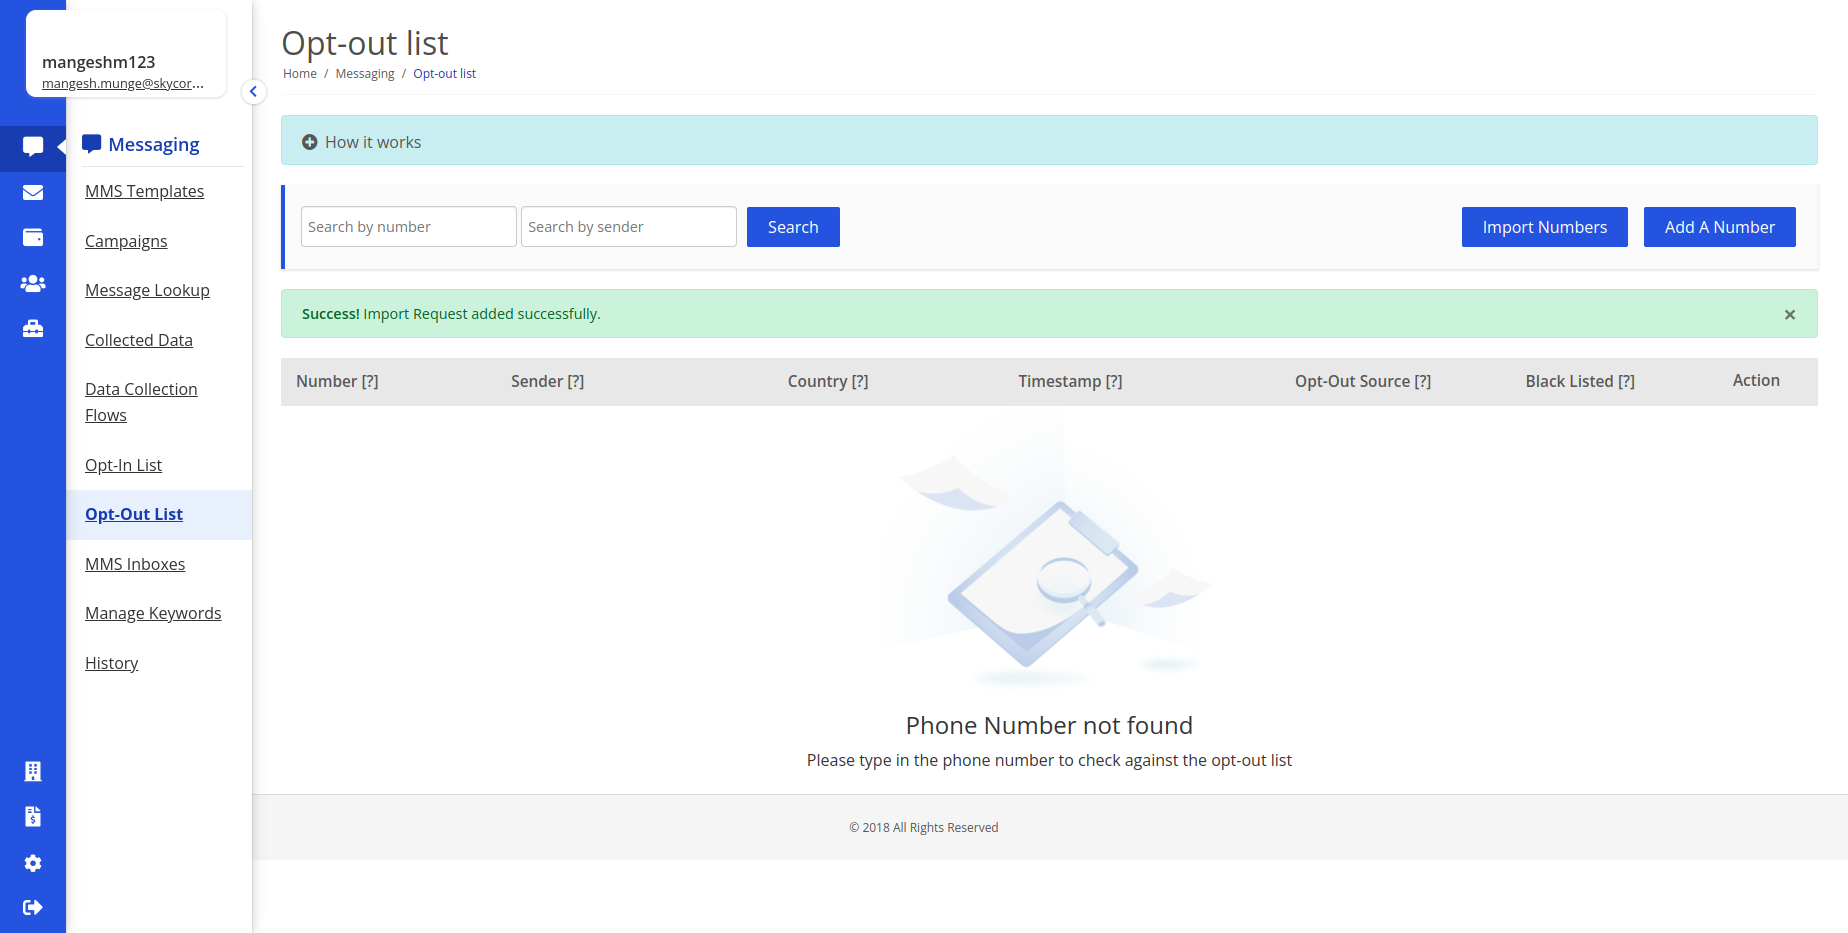 mangeshm123
mangesh.munge@skycor...
Messaging
MMS Templates
Campaigns
Message Lookup
Collected Data
Data Collection
Flows
Opt-In List
Opt-Out List
MMS Inboxes
Manage Keywords
History
Opt-out list
Home / Messaging / Opt-out list
How it works
Search by number Search by sender Search Import Numbers Add A Number
Success! Import Request added successfully.
×
Number [?] Sender [?] Country [?] Timestamp [?] Opt-Out Source [?] Black Listed [?] Action
Phone Number not found
Please type in the phone number to check against the opt-out list
© 2018 All Rights Reserved